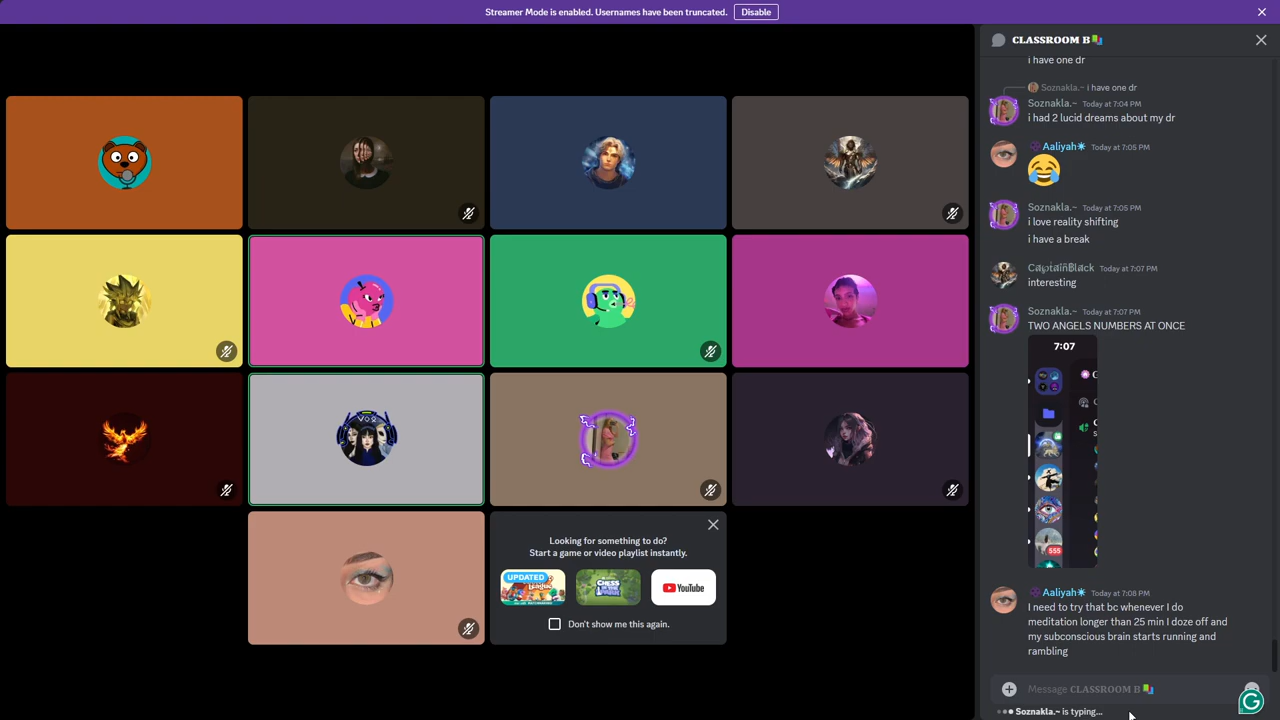 Streamer Mode is enabled. Usernames have been truncated. Disable
CLASSROOM B
i have one dr
Soznakla.~ i have one dr
Soznakla.~ Today at 7:04 PM
i had 2 lucid dreams about my dr
Aaliyah Today at 7:05 PM
Soznakla.~ Today at 7:05 PM
i love reality shifting
i have a break
Today at 7:07 PM
interesting
Soznakla.~ Today at 7:07 PM
TWO ANGELS NUMBERS AT ONCE
7:07
555
Aaliyah Today at 7:08 PM
I need to try that bc whenever I do
meditation longer than 25 min I doze off and
my subconscious brain starts running and
rambling
Message CLASSROOM B
Soznakla.~ is typing...
VOX
Looking for something to do?
Start a game or video playlist instantly.
UPDATED
CHESS
YouTube
Don't show me this again.